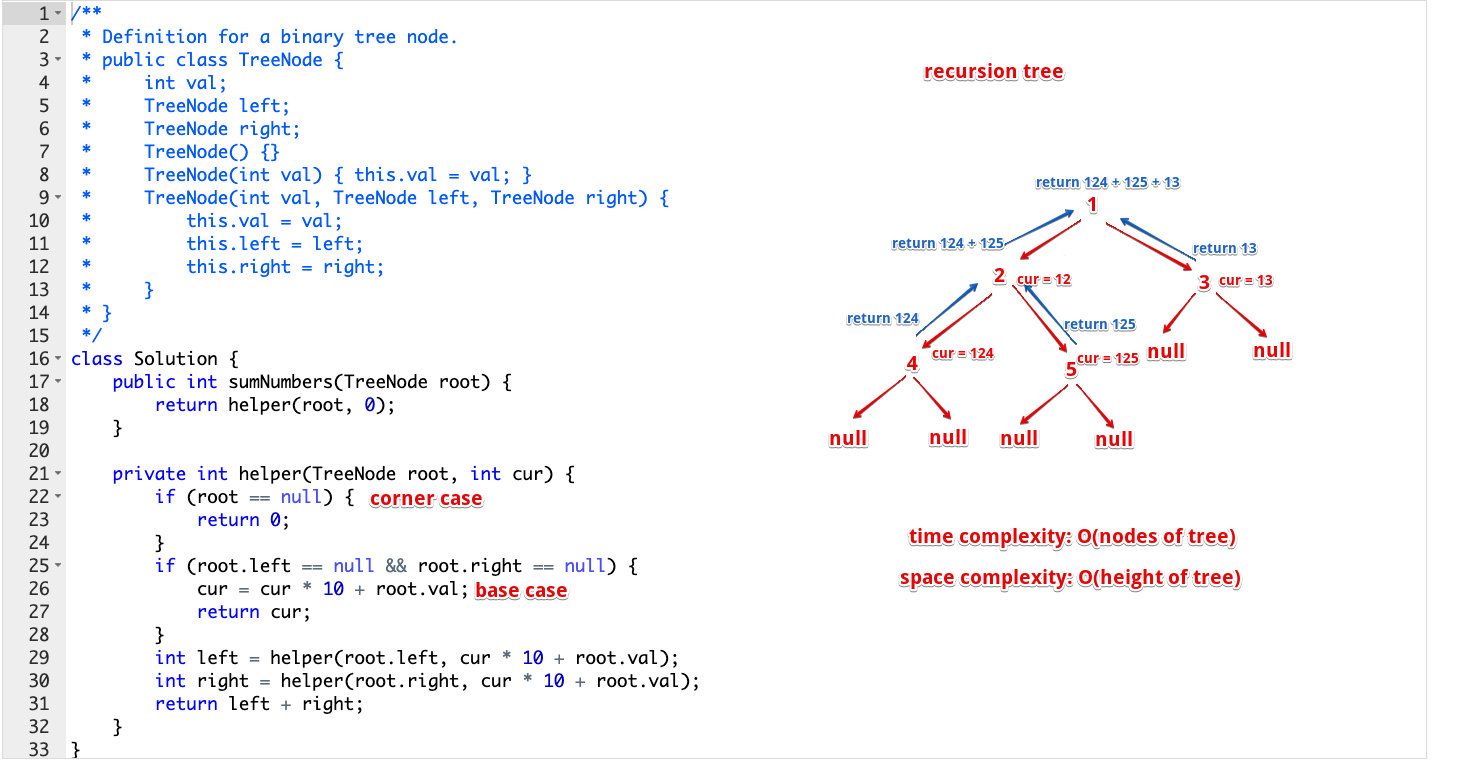 1 /**
2 * Definition for a binary tree node.
3 * public class TreeNode {
4 *     int val;
5 *     TreeNode left;
6 *     TreeNode right;
7 *     TreeNode() {}
8 *     TreeNode(int val) { this.val = val; }
9 *     TreeNode(int val, TreeNode left, TreeNode right) {
10 *         this.val = val;
11 *         this.left = left;
12 *         this.right = right;
13 *     }
14 * }
15 */
16 class Solution {
17     public int sumNumbers(TreeNode root) {
18         return helper(root, 0);
19     }
20
21     private int helper(TreeNode root, int cur) {
22         if (root == null) { corner case
23             return 0;
24         }
25         if (root.left == null && root.right == null) {
26             cur = cur * 10 + root.val; base case
27             return cur;
28         }
29         int left = helper(root.left, cur * 10 + root.val);
30         int right = helper(root.right, cur * 10 + root.val);
31         return left + right;
32     }
33 }
recursion tree
return 124 + 125 + 13
1
return 124 + 125
return 13
2 cur = 12
3 cur = 13
return 124
return 125
4 cur = 124
5 cur = 125
null
null
null
null
null
null
time complexity: O(nodes of tree)
space complexity: O(height of tree)